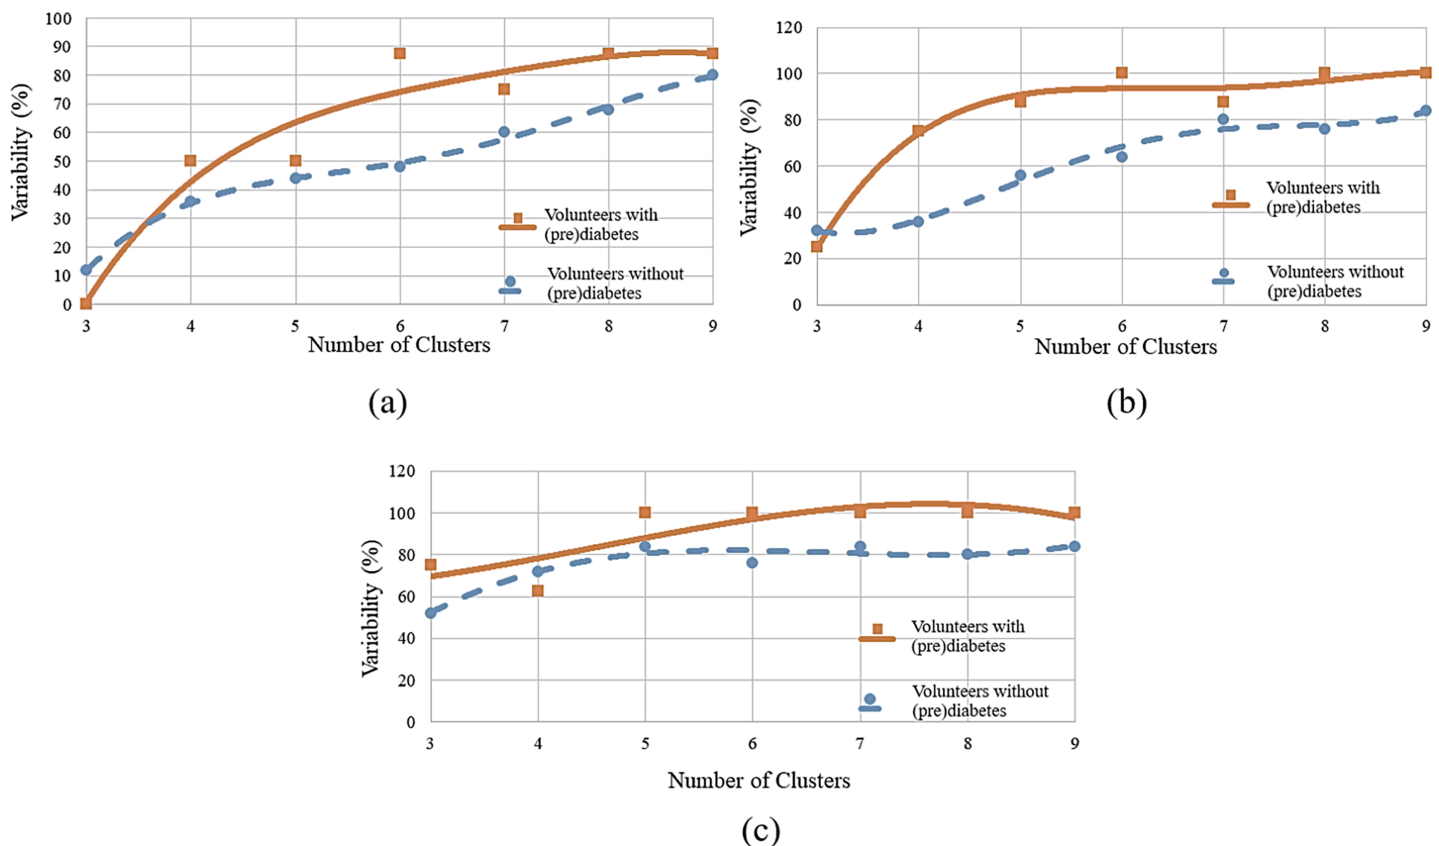 100
90
80
70
60
50
40
30
20
10
0
Variability (%)
3 4 5 6 7 8 9
Number of Clusters
Volunteers with
(pre)diabetes
Volunteers without
(pre)diabetes
(a)
120
100
80
60
40
20
0
Variability (%)
3 4 5 6 7 8 9
Number of Clusters
Volunteers with
(pre)diabetes
Volunteers without
(pre)diabetes
(b)
120
100
80
60
40
20
0
Variability (%)
3 4 5 6 7 8 9
Number of Clusters
Volunteers with
(pre)diabetes
Volunteers without
(pre)diabetes
(c)